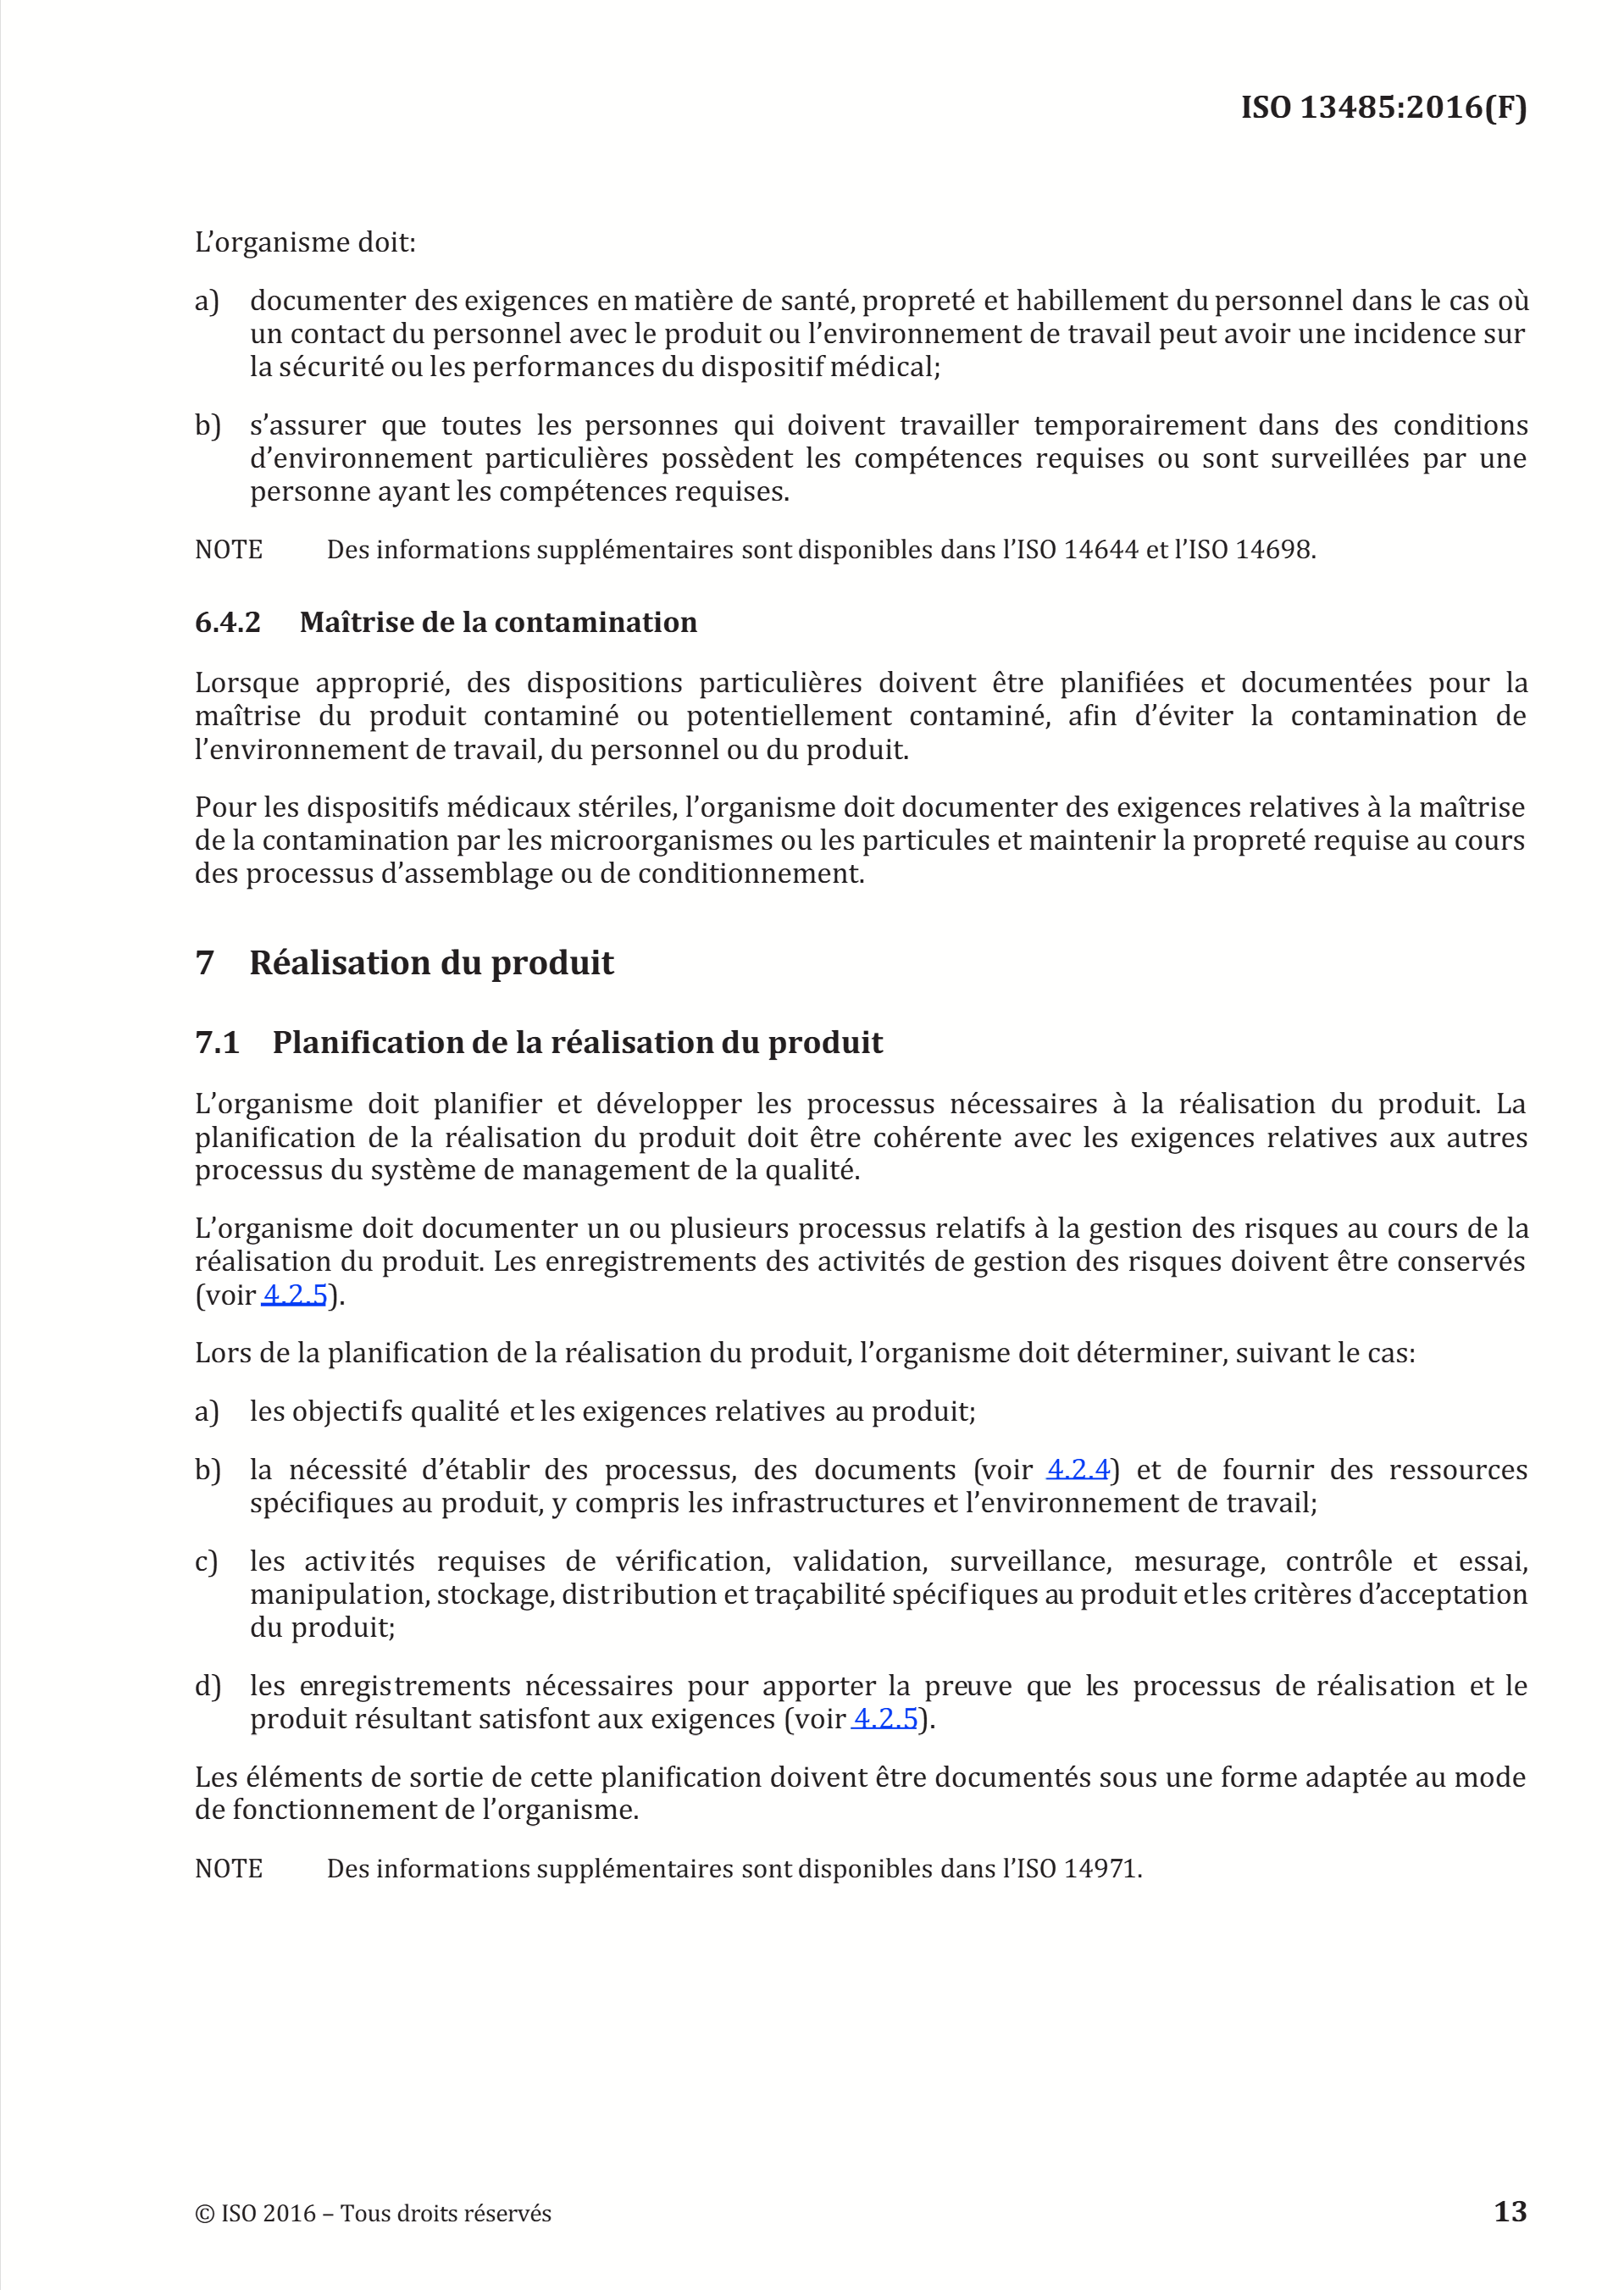 ISO 13485:2016(F)
L’organisme doit:
a) documenter des exigences en matière de santé, propreté et habillement du personnel dans le cas où
un contact du personnel avec le produit ou l’environnement de travail peut avoir une incidence sur
la sécurité ou les performances du dispositif médical;
b) s’assurer que toutes les personnes qui doivent travailler temporairement dans des conditions
d’environnement particulières possèdent les compétences requises ou sont surveillées par une
personne ayant les compétences requises.
NOTE Des informations supplémentaires sont disponibles dans l’ISO 14644 et l’ISO 14698.
6.4.2 Maîtrise de la contamination
Lorsque approprié, des dispositions particulières doivent être planifiées et documentées pour la
maîtrise du produit contaminé ou potentiellement contaminé, afin d’éviter la contamination de
l’environnement de travail, du personnel ou du produit.
Pour les dispositifs médicaux stériles, l’organisme doit documenter des exigences relatives à la maîtrise
de la contamination par les microorganismes ou les particules et maintenir la propreté requise au cours
des processus d’assemblage ou de conditionnement.
7 Réalisation du produit
7.1 Planification de la réalisation du produit
L’organisme doit planifier et développer les processus nécessaires à la réalisation du produit. La
planification de la réalisation du produit doit être cohérente avec les exigences relatives aux autres
processus du système de management de la qualité.
L’organisme doit documenter un ou plusieurs processus relatifs à la gestion des risques au cours de la
réalisation du produit. Les enregistrements des activités de gestion des risques doivent être conservés
(voir 4.2.5).
Lors de la planification de la réalisation du produit, l’organisme doit déterminer, suivant le cas:
a) les objectifs qualité et les exigences relatives au produit;
b) la nécessité d’établir des processus, des documents (voir 4.2.4) et de fournir des ressources
spécifiques au produit, y compris les infrastructures et l’environnement de travail;
c) les activités requises de vérification, validation, surveillance, mesurage, contrôle et essai,
manipulation, stockage, distribution et traçabilité spécifiques au produit et les critères d’acceptation
du produit;
d) les enregistrements nécessaires pour apporter la preuve que les processus de réalisation et le
produit résultant satisfont aux exigences (voir 4.2.5).
Les éléments de sortie de cette planification doivent être documentés sous une forme adaptée au mode
de fonctionnement de l’organisme.
NOTE Des informations supplémentaires sont disponibles dans l’ISO 14971.
© ISO 2016 – Tous droits réservés 13